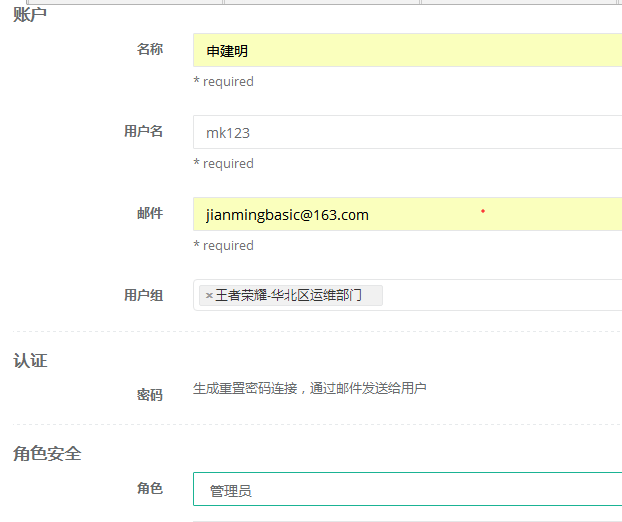 账户
名称 申建明
* required
用户名 mk123
* required
邮件 jianmingbasic@163.com
* required
用户组 ×王者荣耀-华北区运维部门
认证
密码 生成重置密码连接，通过邮件发送给用户
角色安全
角色 管理员